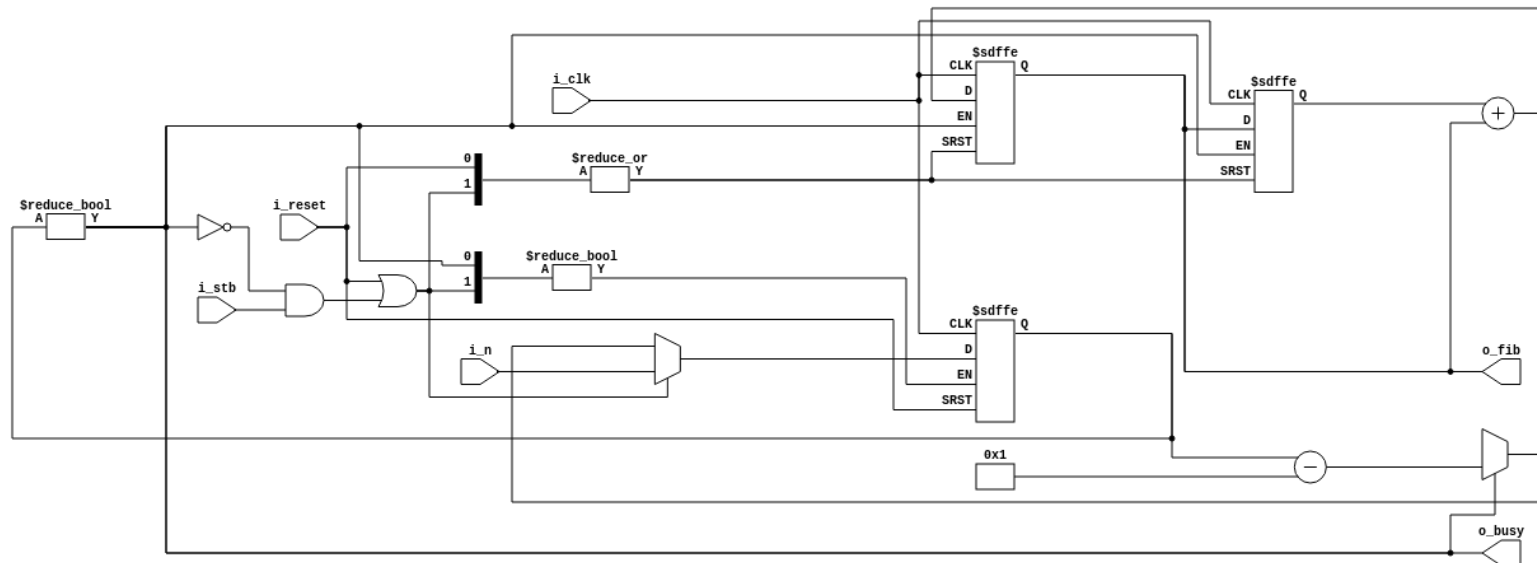 $sdffe
i_clk
CLK
Q
D
EN
SRST
$sdffe
CLK
Q
D
EN
SRST
+
0
1
$reduce_or
A
Y
i_reset
$reduce_bool
A
Y
0
1
$reduce_bool
A
Y
i_stb
i_n
$sdffe
CLK
Q
D
EN
SRST
o_fib
0x1
−
o_busy